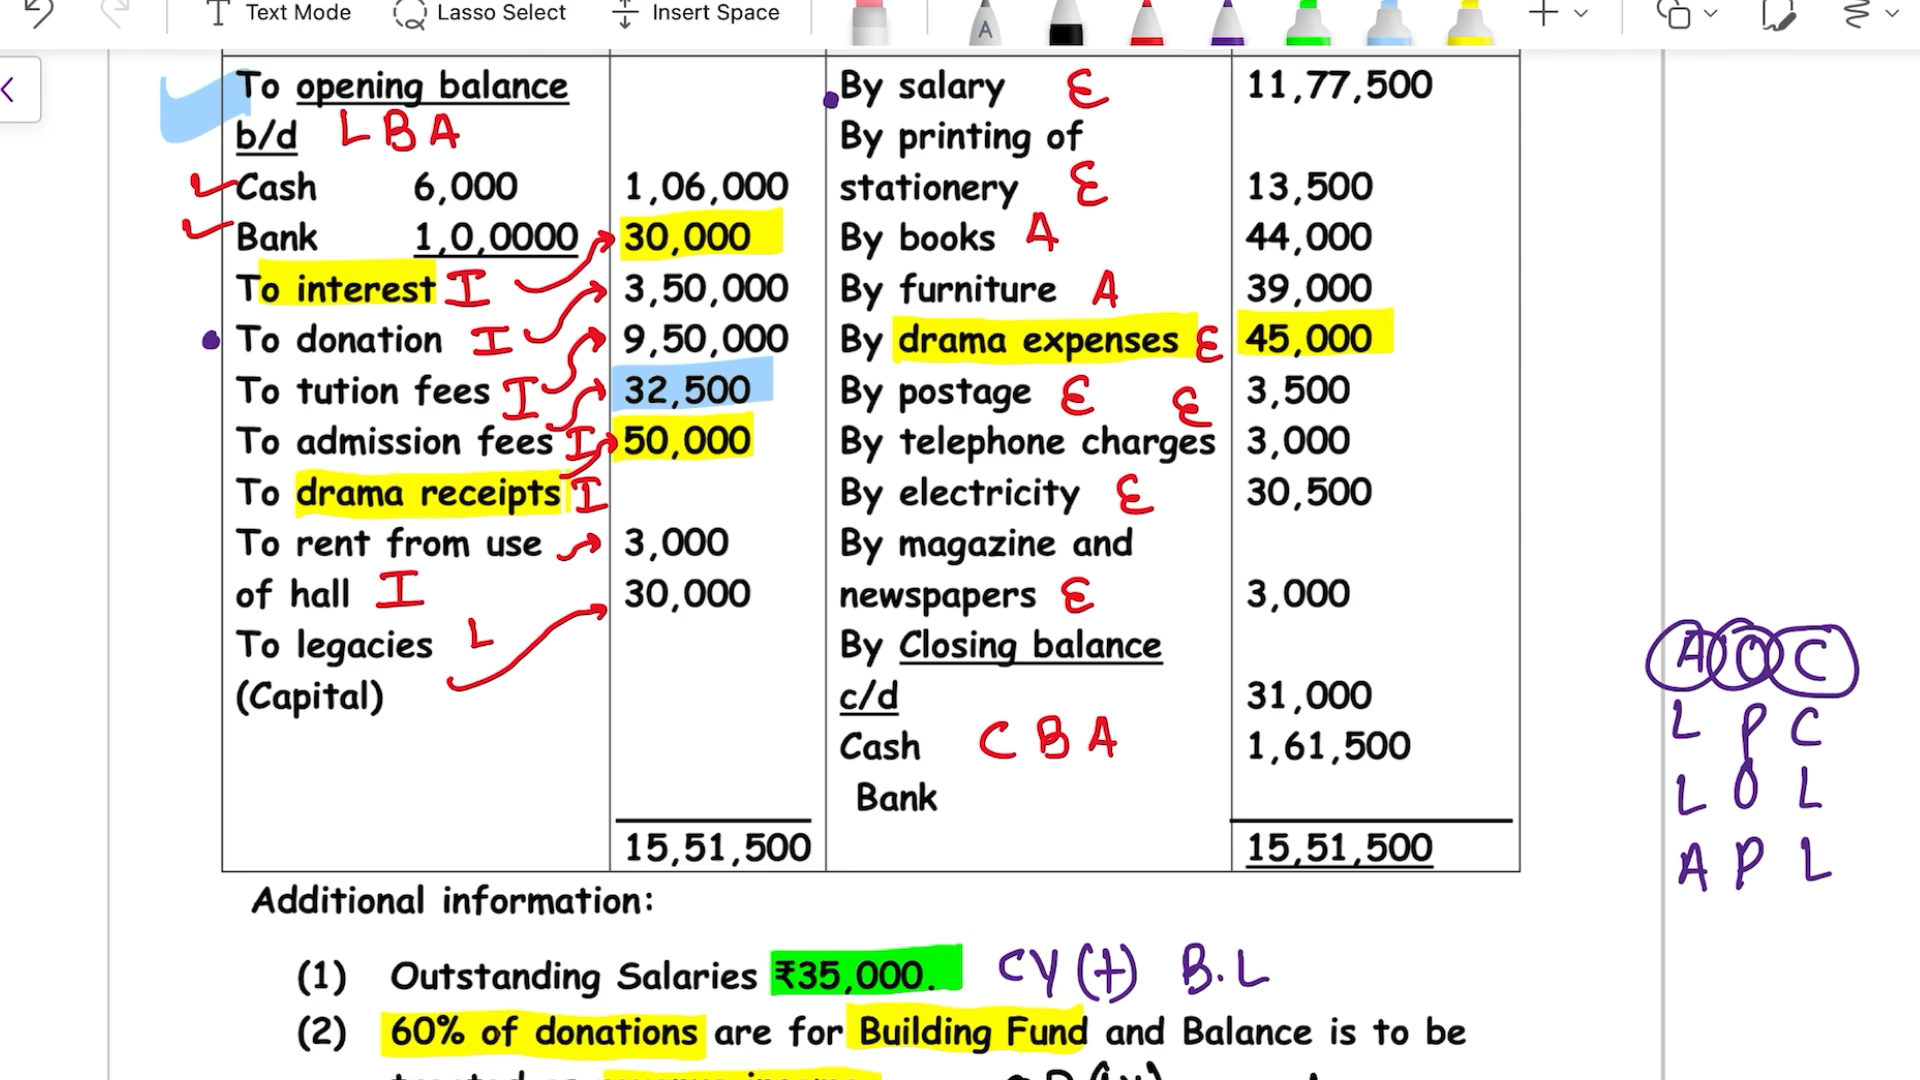 Text Mode Lasso Select Insert Space
A
To opening balance 
b/d L B A
Cash 6,000 1,06,000
Bank 1,0,0000 30,000
To interest I 3,50,000
To donation I 9,50,000
To tution fees I 32,500
To admission fees I 50,000
To drama receipts I
To rent from use 3,000
of hall I 30,000
To legacies L
(Capital)
15,51,500
By salary E 11,77,500
By printing of
stationery E 13,500
By books A 44,000
By furniture A 39,000
By drama expenses E 45,000
By postage E 3,500
By telephone charges E 3,000
By electricity E 30,500
By magazine and
newspapers E 3,000
By Closing balance
c/d 31,000
Cash C B A 1,61,500
Bank
15,51,500
A O C
L P C
L O L
A P L
Additional information:
(1) Outstanding Salaries ₹35,000. CY (+) B.L
(2) 60% of donations are for Building Fund and Balance is to be